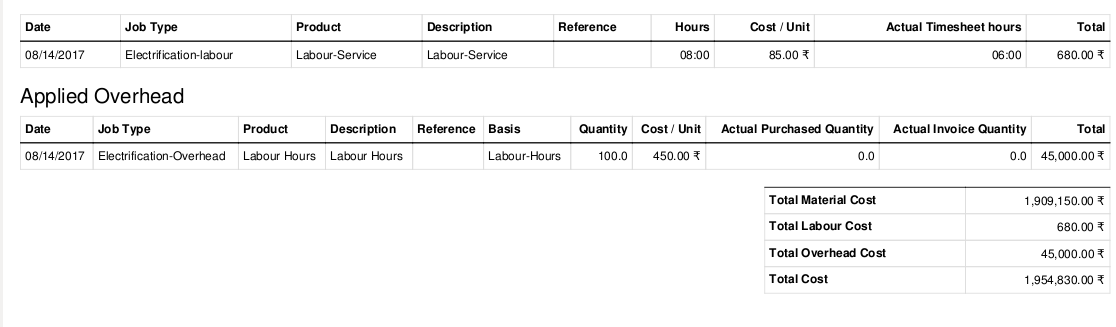 Date Job Type Product Description Reference Hours Cost / Unit Actual Timesheet hours Total
08/14/2017 Electrification-labour Labour-Service Labour-Service 08:00 85.00 ₹ 06:00 680.00 ₹
Applied Overhead
Date Job Type Product Description Reference Basis Quantity Cost / Unit Actual Purchased Quantity Actual Invoice Quantity Total
08/14/2017 Electrification-Overhead Labour Hours Labour Hours Labour-Hours 100.0 450.00 ₹ 0.0 0.0 45,000.00 ₹
Total Material Cost 1,909,150.00 ₹
Total Labour Cost 680.00 ₹
Total Overhead Cost 45,000.00 ₹
Total Cost 1,954,830.00 ₹